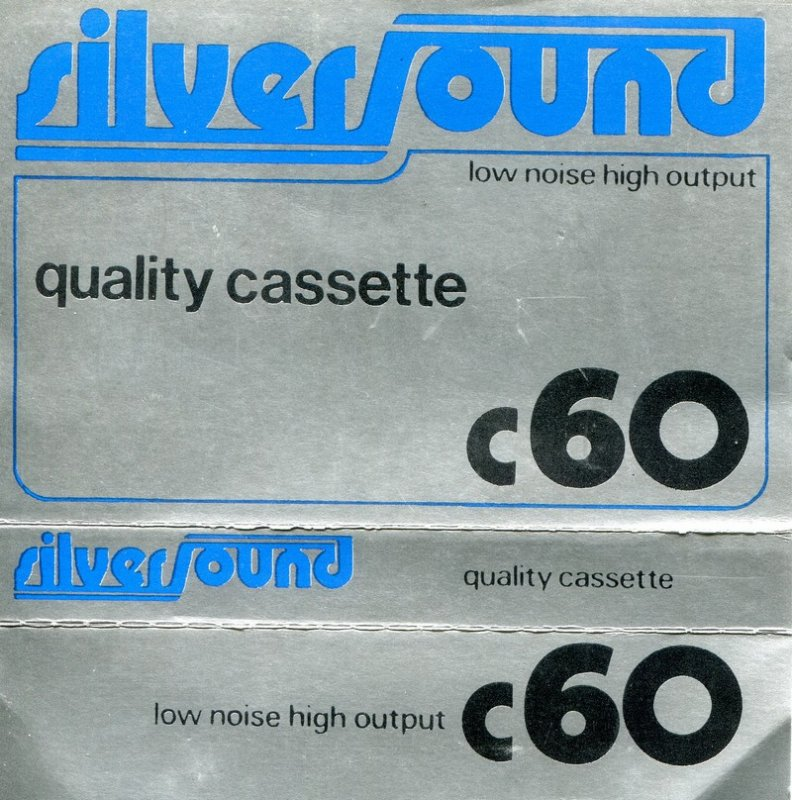 silversound
low noise high output
quality cassette
c60
silversound
quality cassette
low noise high output c60